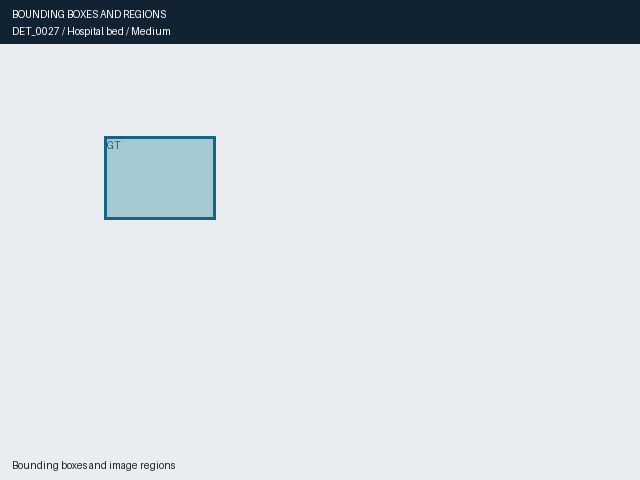 BOUNDING BOXES AND REGIONS
DET_0027 / Hospital bed / Medium
GT
Bounding boxes and image regions